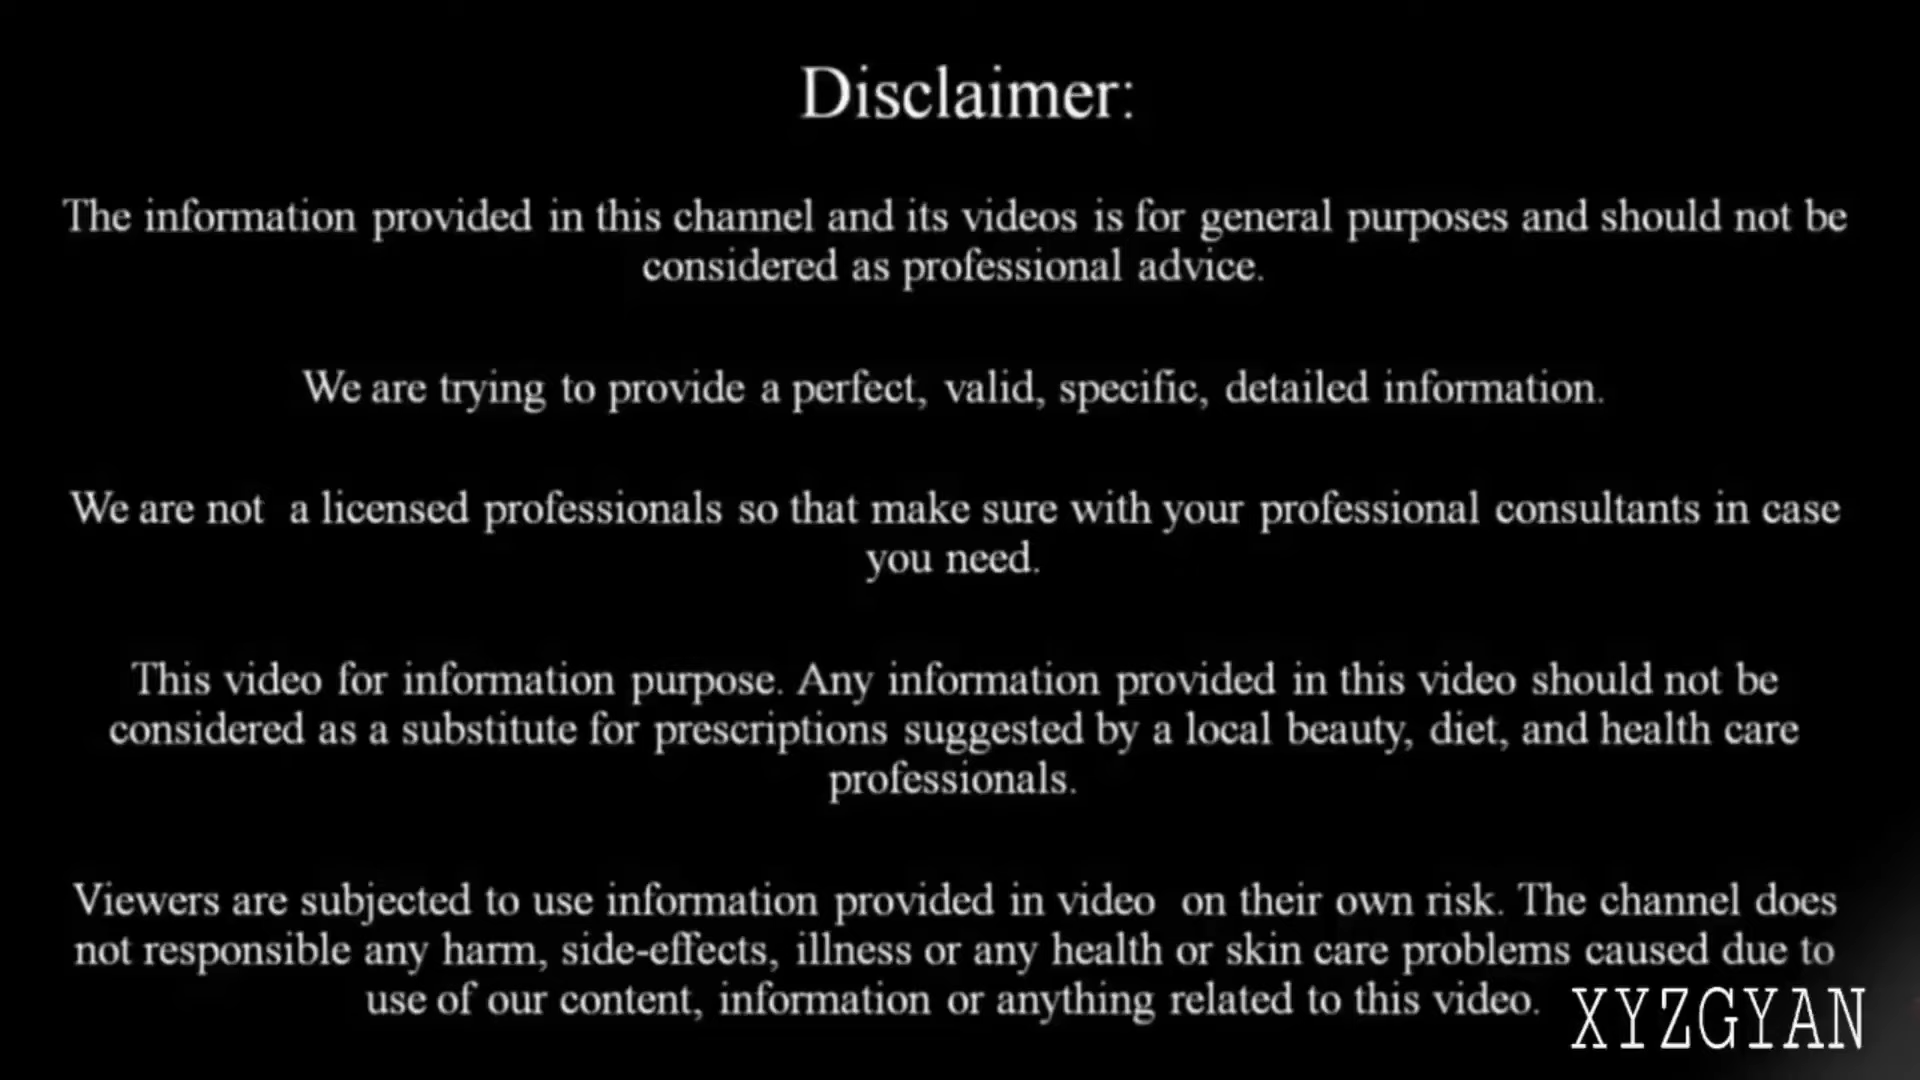 Disclaimer:
The information provided in this channel and its videos is for general purposes and should not be
considered as professional advice.
We are trying to provide a perfect, valid, specific, detailed information.
We are not a licensed professionals so that make sure with your professional consultants in case
you need.
This video for information purpose. Any information provided in this video should not be
considered as a substitute for prescriptions suggested by a local beauty, diet, and health care
professionals.
Viewers are subjected to use information provided in video on their own risk. The channel does
not responsible any harm, side-effects, illness or any health or skin care problems caused due to
use of our content, information or anything related to this video.
XYZGYAN